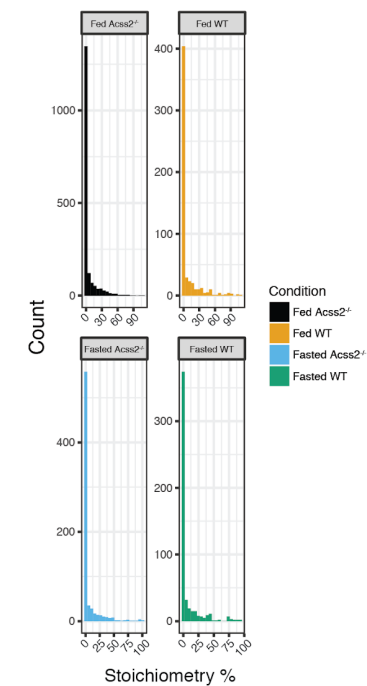 Fed Acss2-/-
Fed WT
1000
500
0
400
300
200
100
0
0 30 60 90
0 30 60 90
Count
Condition
Fed Acss2-/-
Fed WT
Fasted Acss2-/-
Fasted WT
Fasted Acss2-/-
Fasted WT
400
200
0
300
200
100
0
0 25 50 75 100
0 25 50 75 100
Stoichiometry %